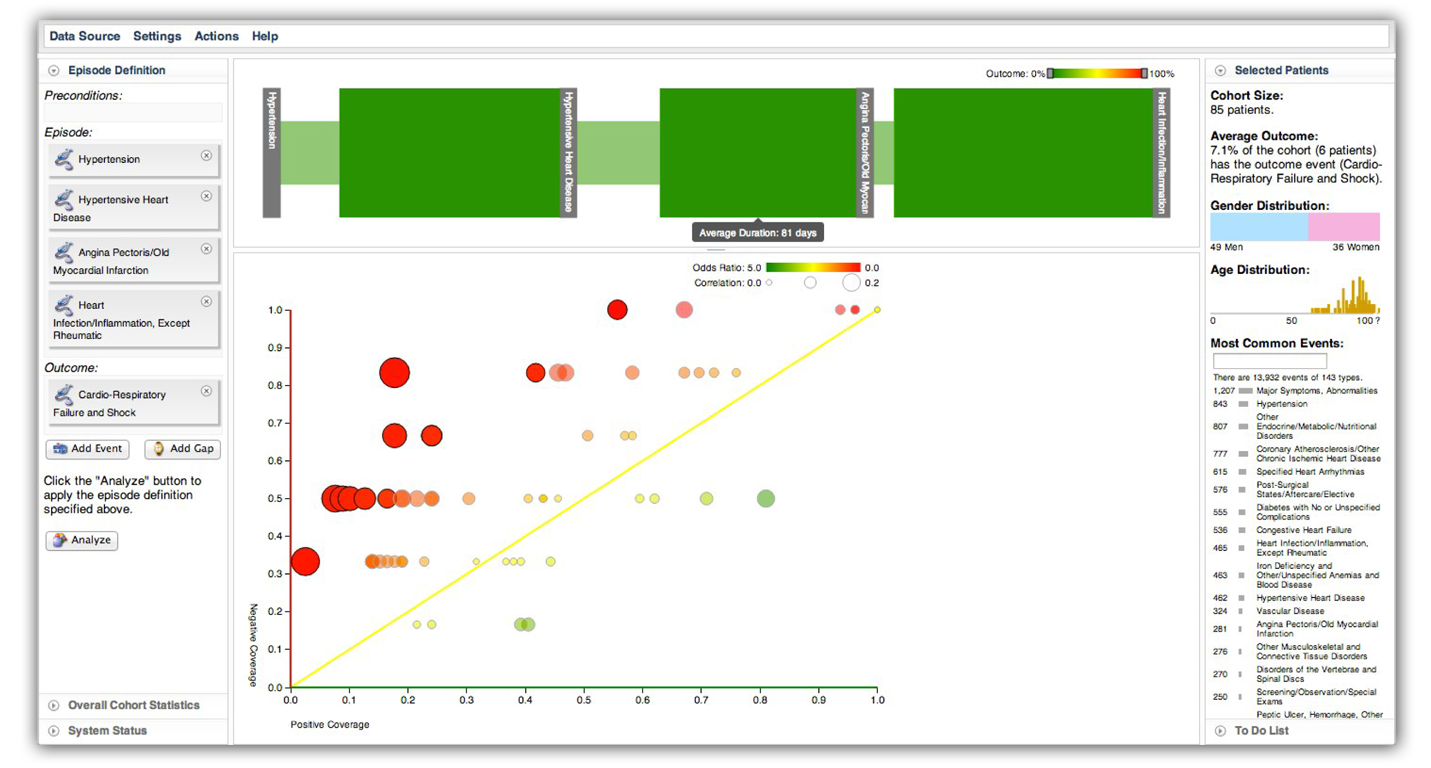 Data Source Settings Actions Help
Episode Definition
Preconditions:
Episode:
Hypertension
Hypertensive Heart
Disease
Angina Pectoris/Old
Myocardial Infarction
Heart
Infection/Inflammation, Except
Rheumatic
Outcome:
Cardio-Respiratory
Failure and Shock
Add Event Add Gap
Click the "Analyze" button to
apply the episode definition
specified above.
Analyze
Overall Cohort Statistics
System Status
Outcome: 0% 100%
Hypertension
Hypertensive Heart Disease
Angina Pectoris/Old Myocar
Heart Infection/Inflammation
Average Duration: 81 days
Odds Ratio: 5.0 0.0
Correlation: 0.0 0.2
1.0
0.9
0.8
0.7
0.6
0.5
0.4
0.3
0.2
0.1
0.0
Negative Coverage
0.0 0.1 0.2 0.3 0.4 0.5 0.6 0.7 0.8 0.9 1.0
Positive Coverage
Selected Patients
Cohort Size:
85 patients.
Average Outcome:
7.1% of the cohort (6 patients)
has the outcome event (Cardio-
Respiratory Failure and Shock).
Gender Distribution:
49 Men 36 Women
Age Distribution:
0 50 100 ?
Most Common Events:
There are 13,932 events of 143 types.
1,207 Major Symptoms, Abnormalities
843 Hypertension
Other
807 Endocrine/Metabolic/Nutritional
Disorders
777 Coronary Atherosclerosis/Other
Chronic Ischemic Heart Disease
615 Specified Heart Arrhythmias
576 Post-Surgical
States/Aftercare/Elective
555 Diabetes with No or Unspecified
Complications
536 Congestive Heart Failure
465 Heart Infection/Inflammation,
Except Rheumatic
Iron Deficiency and
463 Other/Unspecified Anemias and
Blood Disease
462 Hypertensive Heart Disease
324 Vascular Disease
281 Angina Pectoris/Old Myocardial
Infarction
276 Other Musculoskeletal and
Connective Tissue Disorders
270 Disorders of the Vertebrae and
Spinal Discs
250 Screening/Observation/Special
Exams
Peptic Ulcer, Hemorrhage, Other
To Do List